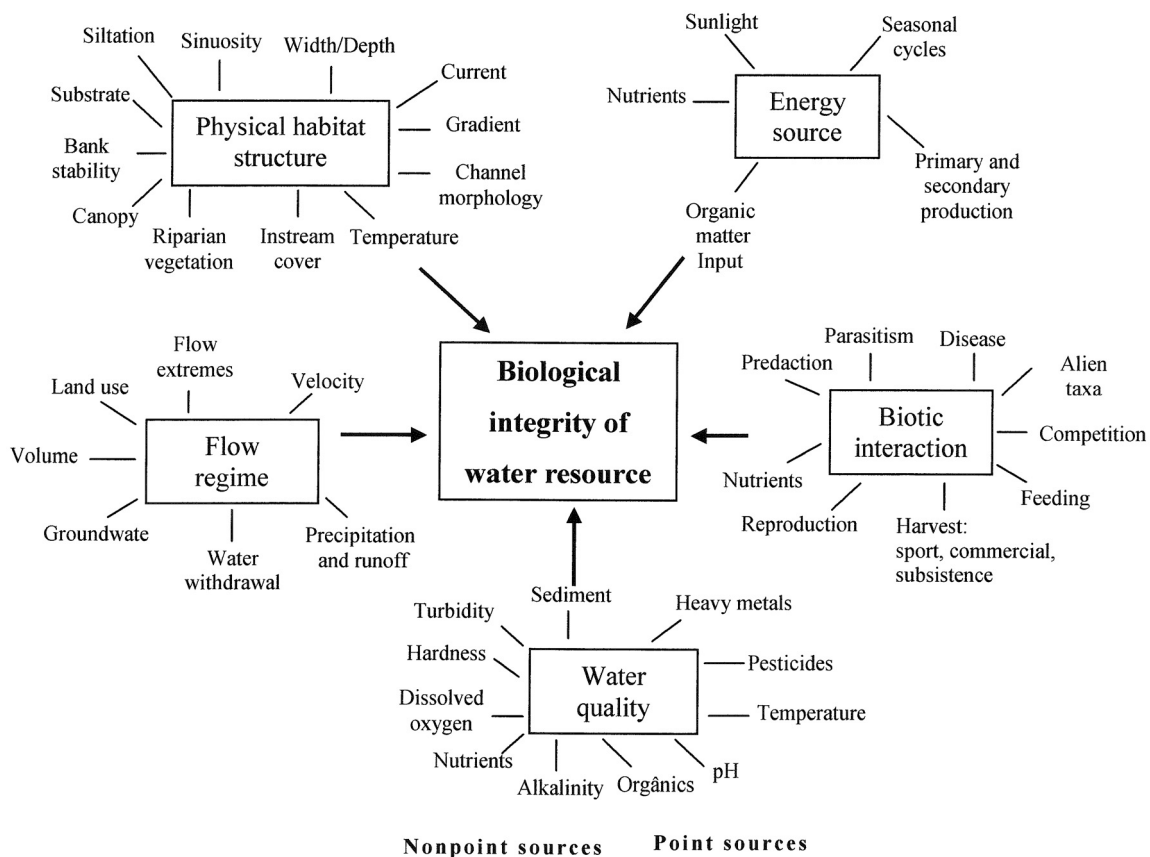 Siltation
Sinuosity
Width/Depth
Current
Substrate
Gradient
Bank
stability
Channel
morphology
Canopy
Riparian
vegetation
Instream
cover
Temperature
Physical habitat
structure
Sunlight
Seasonal
cycles
Nutrients
Energy
source
Primary and
secondary
production
Organic
matter
Input
Biological
integrity of
water resource
Flow
extremes
Velocity
Land use
Volume
Flow
regime
Groundwate
Water
withdrawal
Precipitation
and runoff
Parasitism
Disease
Predaction
Alien
taxa
Biotic
interaction
Competition
Nutrients
Feeding
Reproduction
Harvest:
sport, commercial,
subsistence
Sediment
Heavy metals
Turbidity
Hardness
Water
quality
Pesticides
Dissolved
oxygen
Temperature
Nutrients
Alkalinity
Orgânics
pH
Nonpoint sources
Point sources